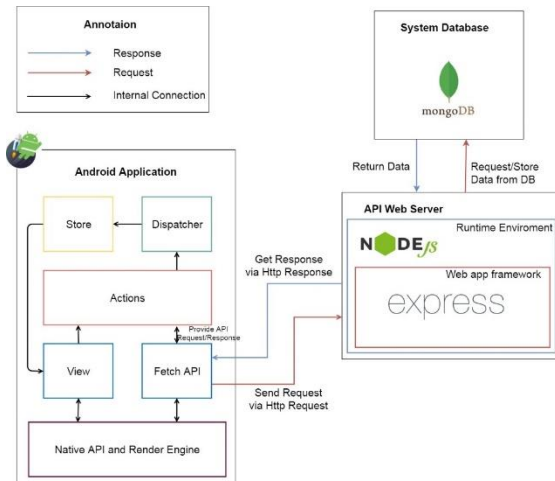 Annotaion
Response
Request
Internal Connection
System Database
mongoDB
Return Data
Request/Store
Data from DB
Android Application
Store
Dispatcher
Actions
Provide API
Request/Response
View
Fetch API
Native API and Render Engine
Get Response
via Http Response
Send Request
via Http Request
API Web Server
Runtime Enviroment
NODE js
Web app framework
express